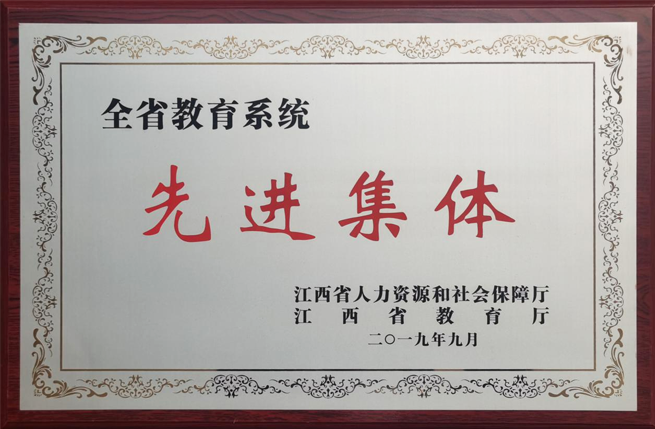 全省教育系统
先进集体
江西省人力资源和社会保障厅
江西省教育厅
二〇一九年九月